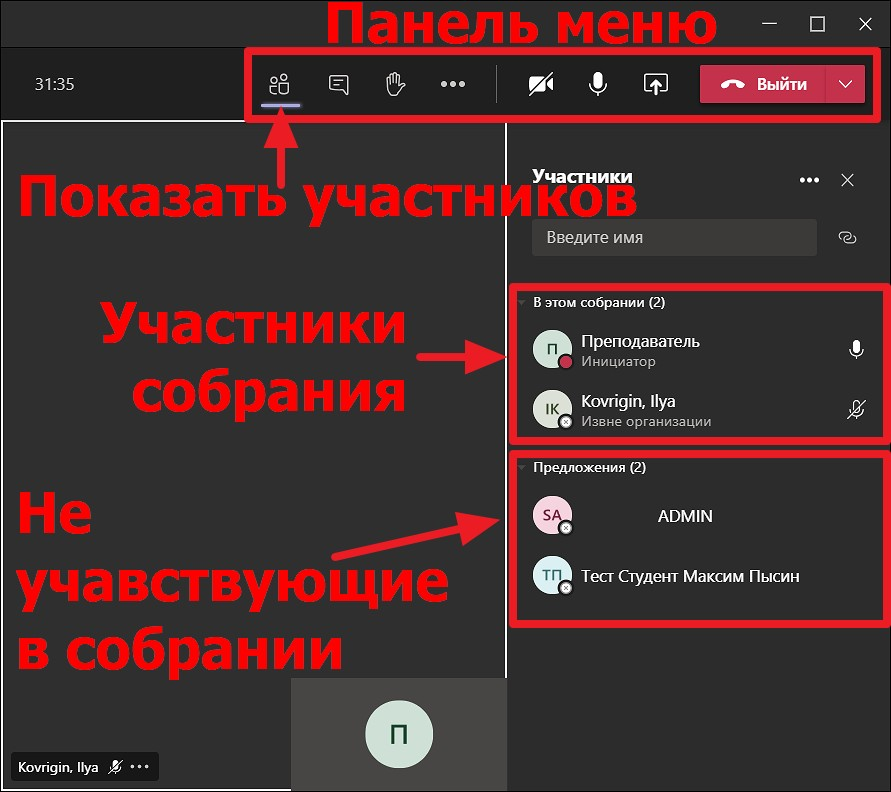 Панель меню
31:35
Выйти
Показать участников
Участники
Введите имя
Участники
собрания
В этом собрании (2)
П
Преподаватель
Инициатор
IK
Kovrigin, Ilya
Извне организации
Не
учавствующие
в собрании
Предложения (2)
SA
ADMIN
ТП
Тест Студент Максим Пысин
П
Kovrigin, Ilya